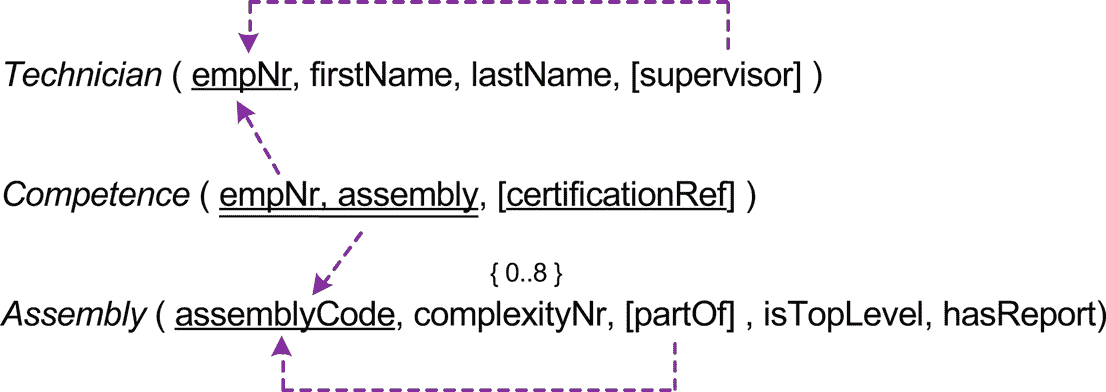 Technician ( empNr, firstName, lastName, [supervisor] )
Competence ( empNr, assembly, [certificationRef] )
{ 0..8 }
Assembly ( assemblyCode, complexityNr, [partOf] , isTopLevel, hasReport)